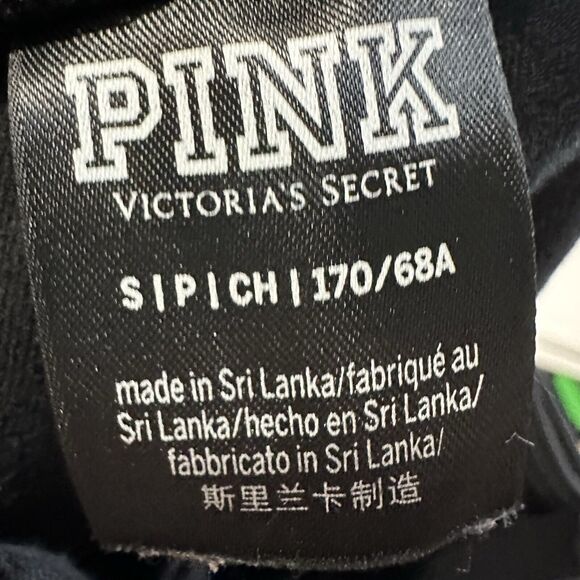 PINK
VICTORIA'S SECRET
S|P|CH|170/68A
made in Sri Lanka/fabriqué au
Sri Lanka/hecho en Sri Lanka/
fabbricato in Sri Lanka/
斯里兰卡制造